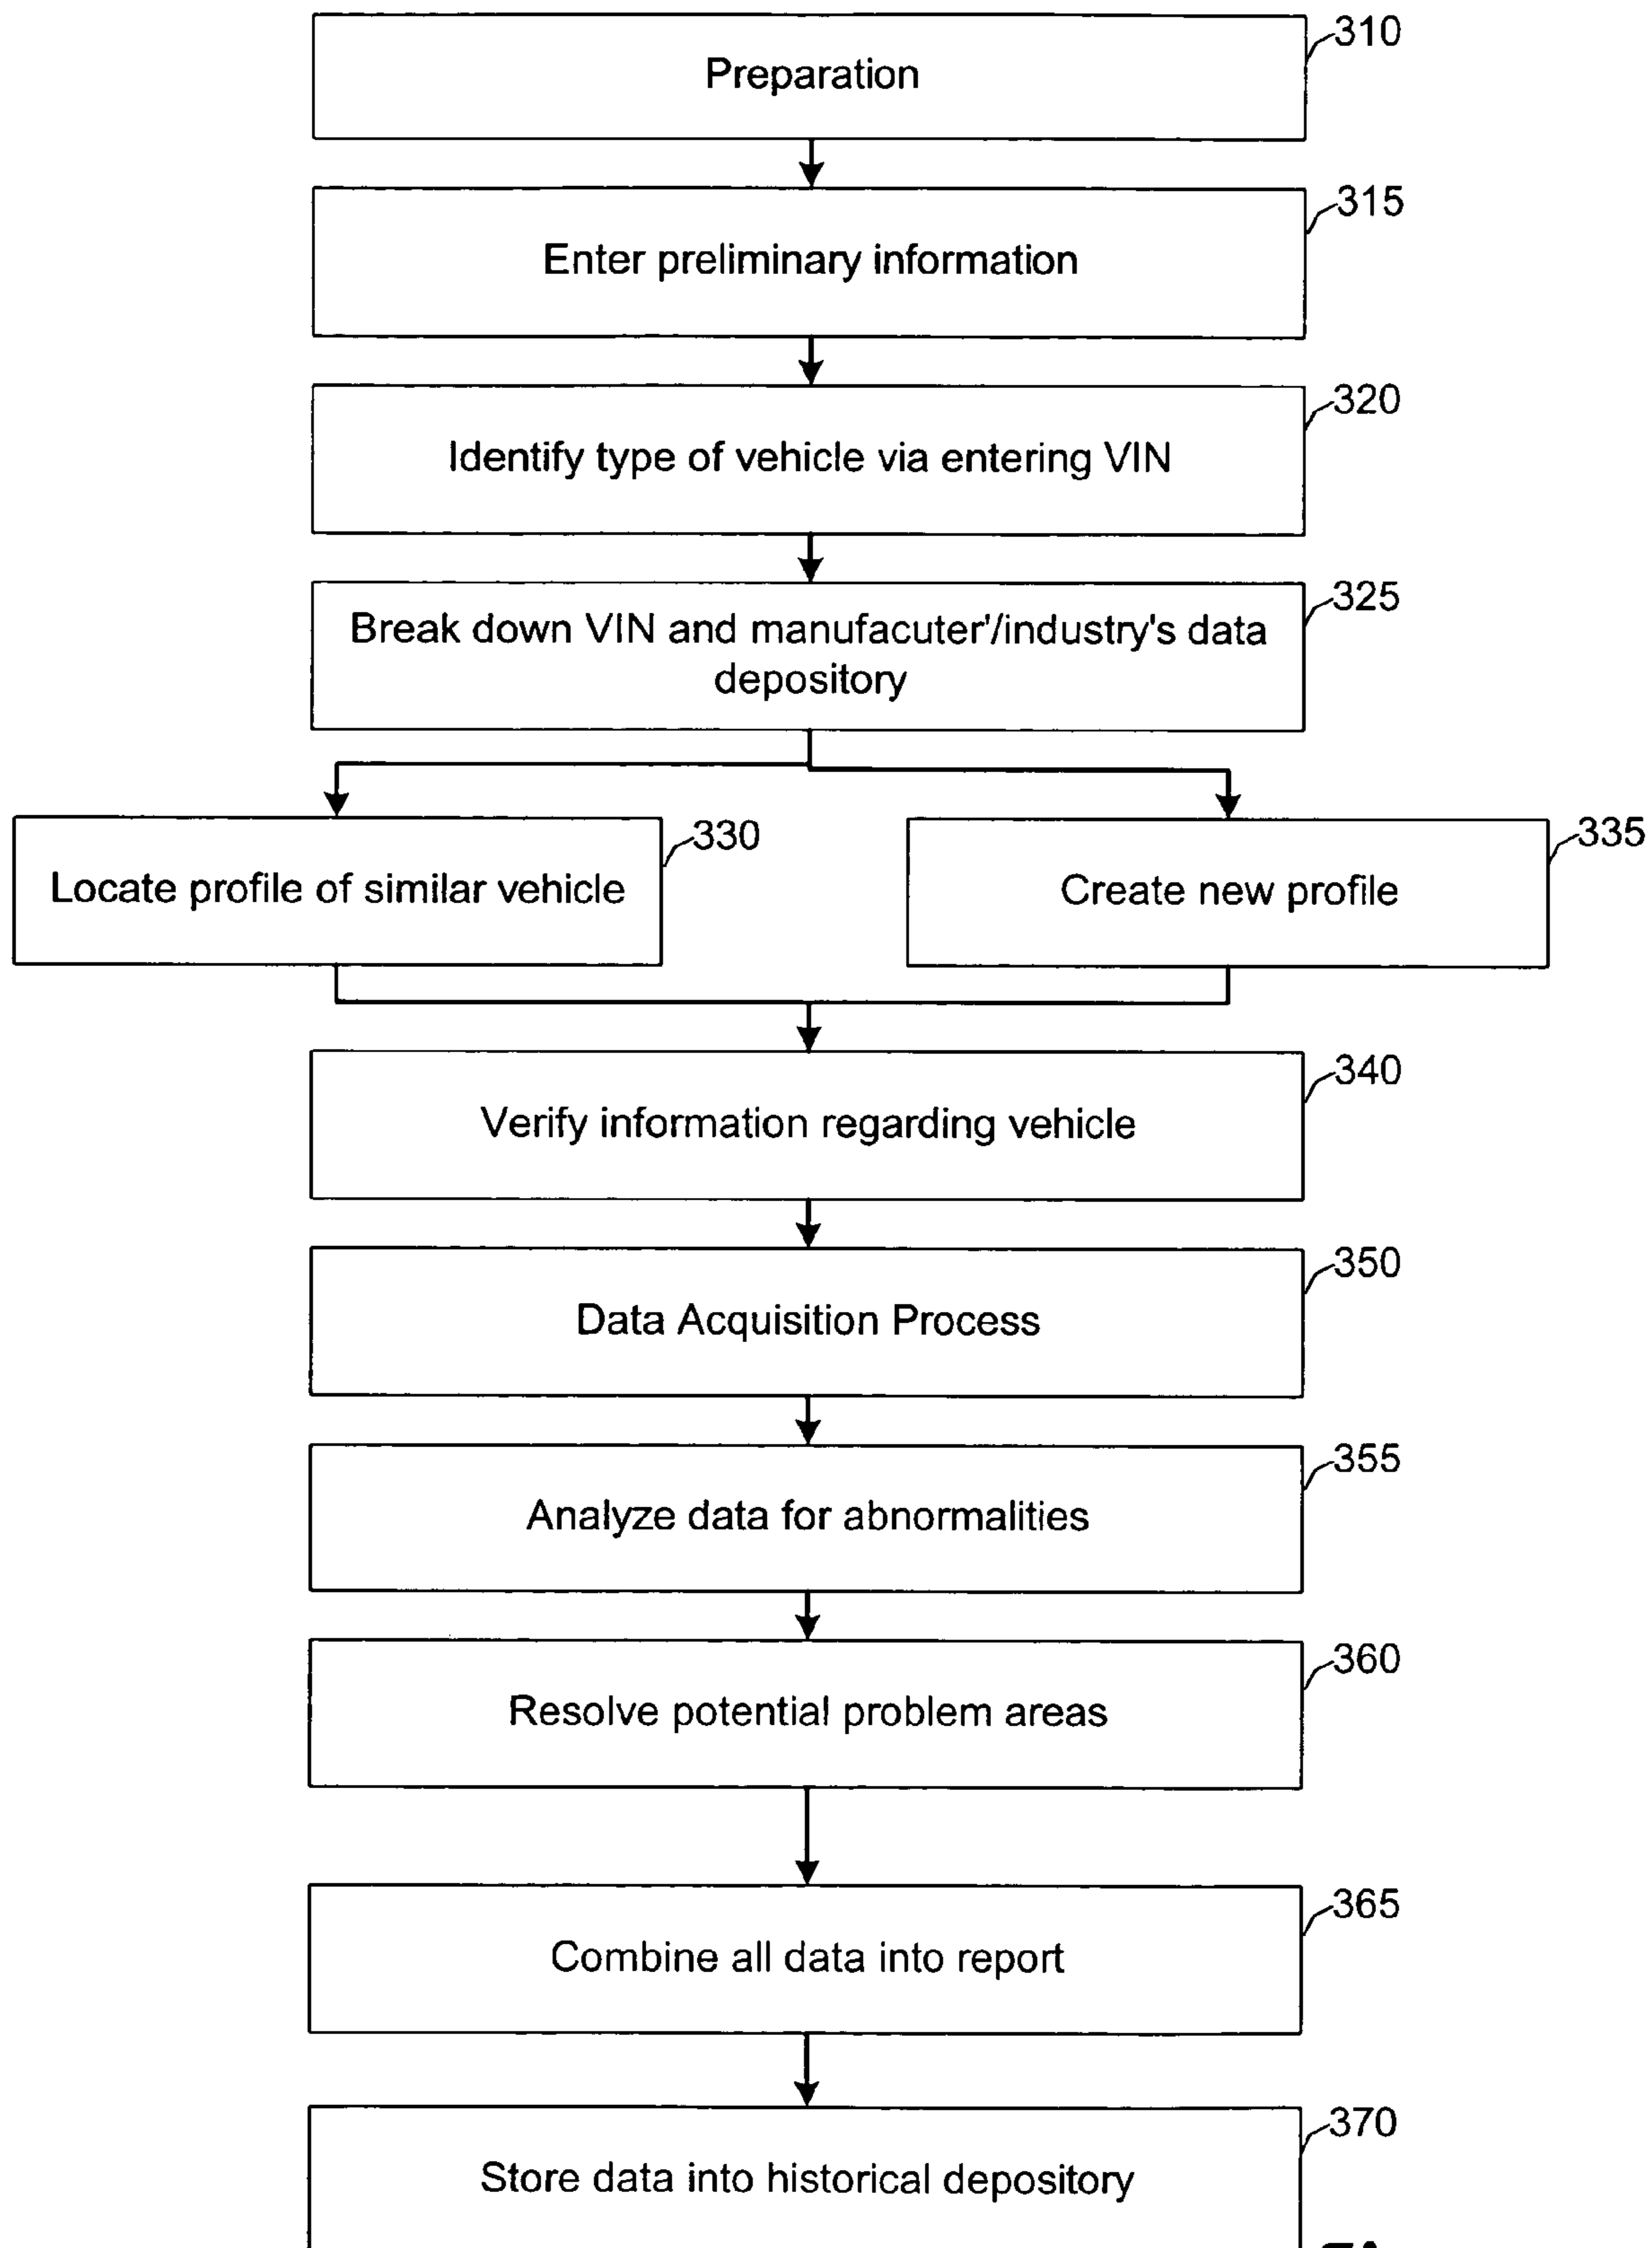 310
Preparation
315
Enter preliminary information
320
Identify type of vehicle via entering VIN
325
Break down VIN and manufacuter'/industry's data
depository
330
Locate profile of similar vehicle
335
Create new profile
340
Verify information regarding vehicle
350
Data Acquisition Process
355
Analyze data for abnormalities
360
Resolve potential problem areas
365
Combine all data into report
370
Store data into historical depository